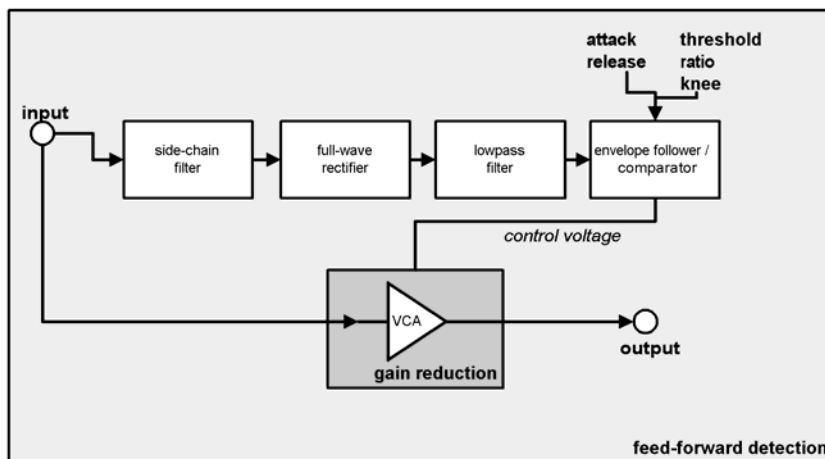 attack
release
threshold
ratio
knee
input
side-chain
filter
full-wave
rectifier
lowpass
filter
envelope follower /
comparator
control voltage
VCA
gain reduction
output
feed-forward detection